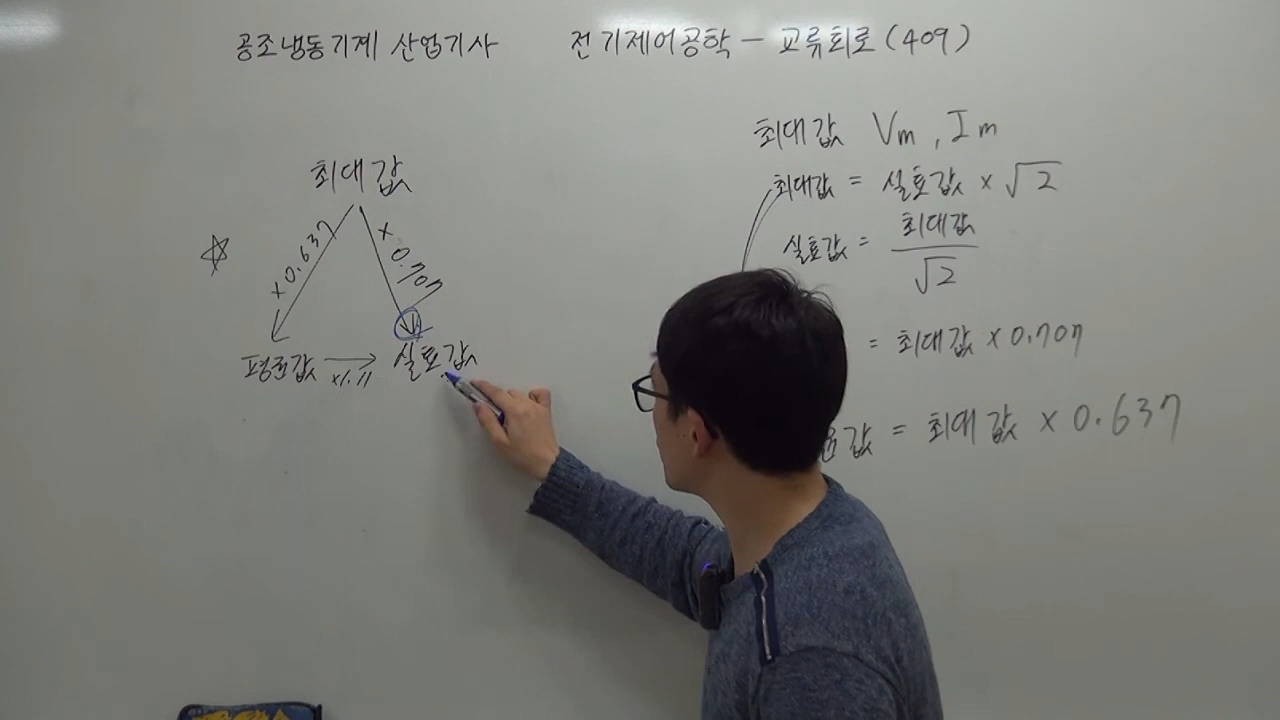 공조냉동기계 산업기사 전기제어공학 - 교류회로 (409)
최대값
☆
×0.637
×0.707
평균값
×1.11
실효값
최대값 Vm, Im
최대값 = 실효값 × √2
실효값 = 최대값 / √2
= 최대값 × 0.707
균값 = 최대값 × 0.637